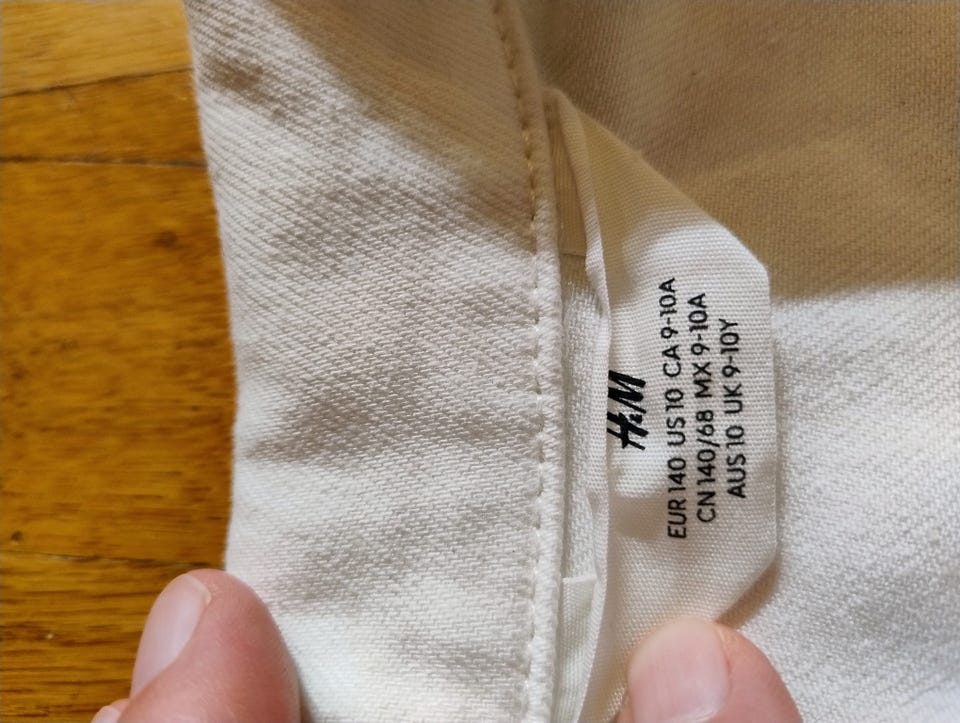 H&M
EUR 140 US 10 CA 9-10A
CN 140/68 MX 9-10A
AUS 10 UK 9-10Y